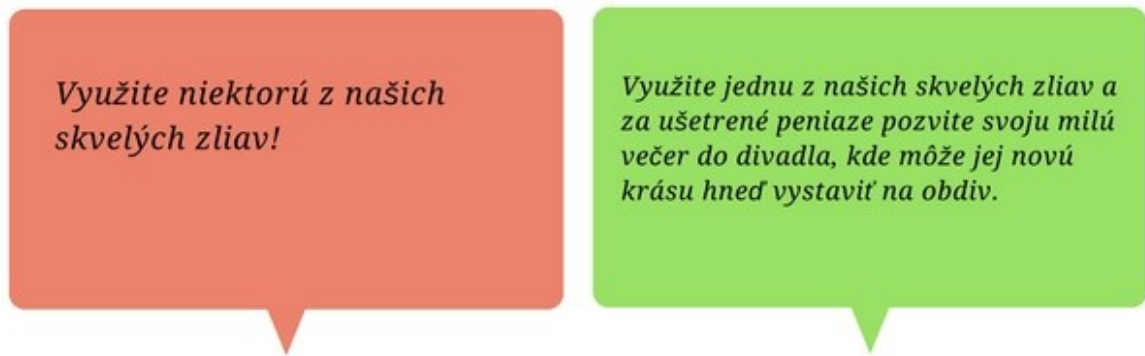 Využite niektorú z našich
skvelých zliav!
Využite jednu z našich skvelých zliav a
za ušetrené peniaze pozvite svoju milú
večer do divadla, kde môže jej novú
krásu hneď vystaviť na obdiv.